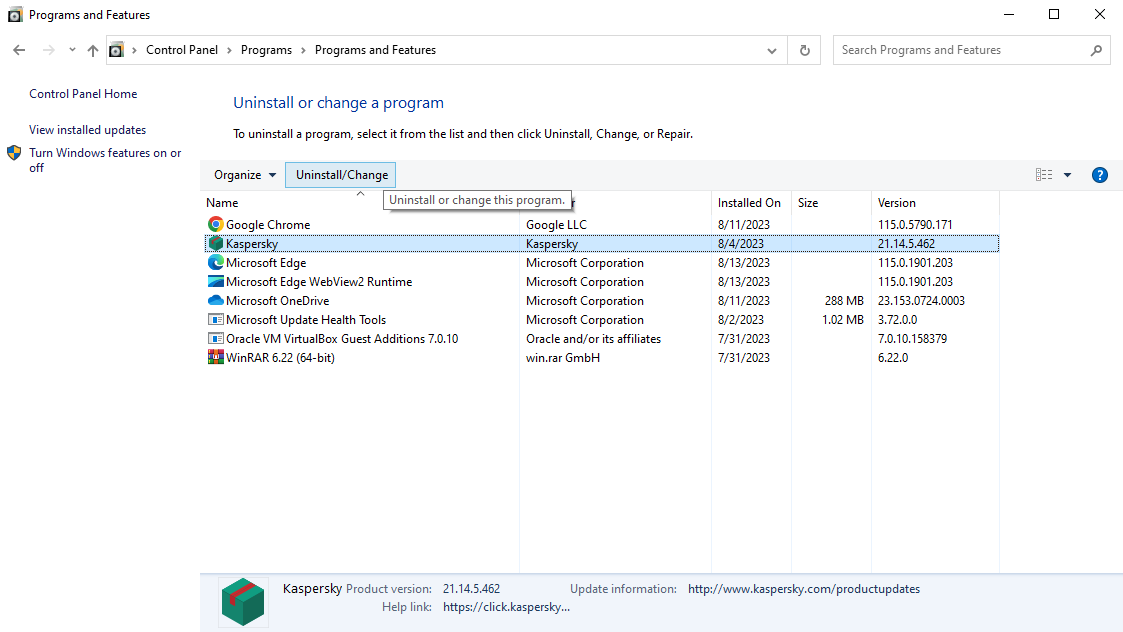 Programs and Features
Control Panel > Programs > Programs and Features
Search Programs and Features
Control Panel Home
View installed updates
Turn Windows features on or
off
Uninstall or change a program
To uninstall a program, select it from the list and then click Uninstall, Change, or Repair.
Organize Uninstall/Change
Uninstall or change this program.
Name Installed On Size Version
Google Chrome Google LLC 8/11/2023 115.0.5790.171
Kaspersky Kaspersky 8/4/2023 21.14.5.462
Microsoft Edge Microsoft Corporation 8/13/2023 115.0.1901.203
Microsoft Edge WebView2 Runtime Microsoft Corporation 8/13/2023 115.0.1901.203
Microsoft OneDrive Microsoft Corporation 8/11/2023 288 MB 23.153.0724.0003
Microsoft Update Health Tools Microsoft Corporation 8/2/2023 1.02 MB 3.72.0.0
Oracle VM VirtualBox Guest Additions 7.0.10 Oracle and/or its affiliates 7/31/2023 7.0.10.158379
WinRAR 6.22 (64-bit) win.rar GmbH 7/31/2023 6.22.0
Kaspersky Product version: 21.14.5.462 Update information: http://www.kaspersky.com/productupdates
Help link: https://click.kaspersky...